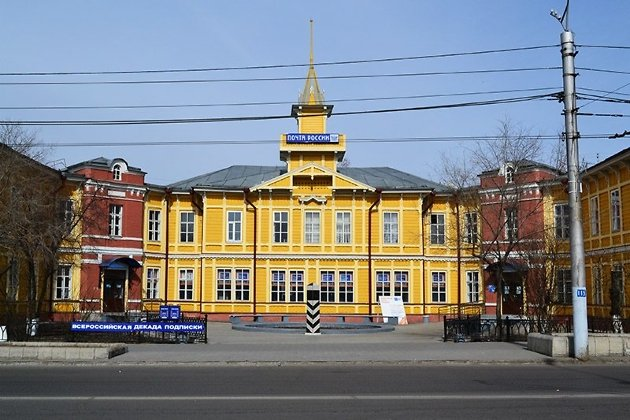 ПОЧТА РОССИИ
ВСЕРОССИЙСКАЯ ДЕКАДА ПОДПИСКИ